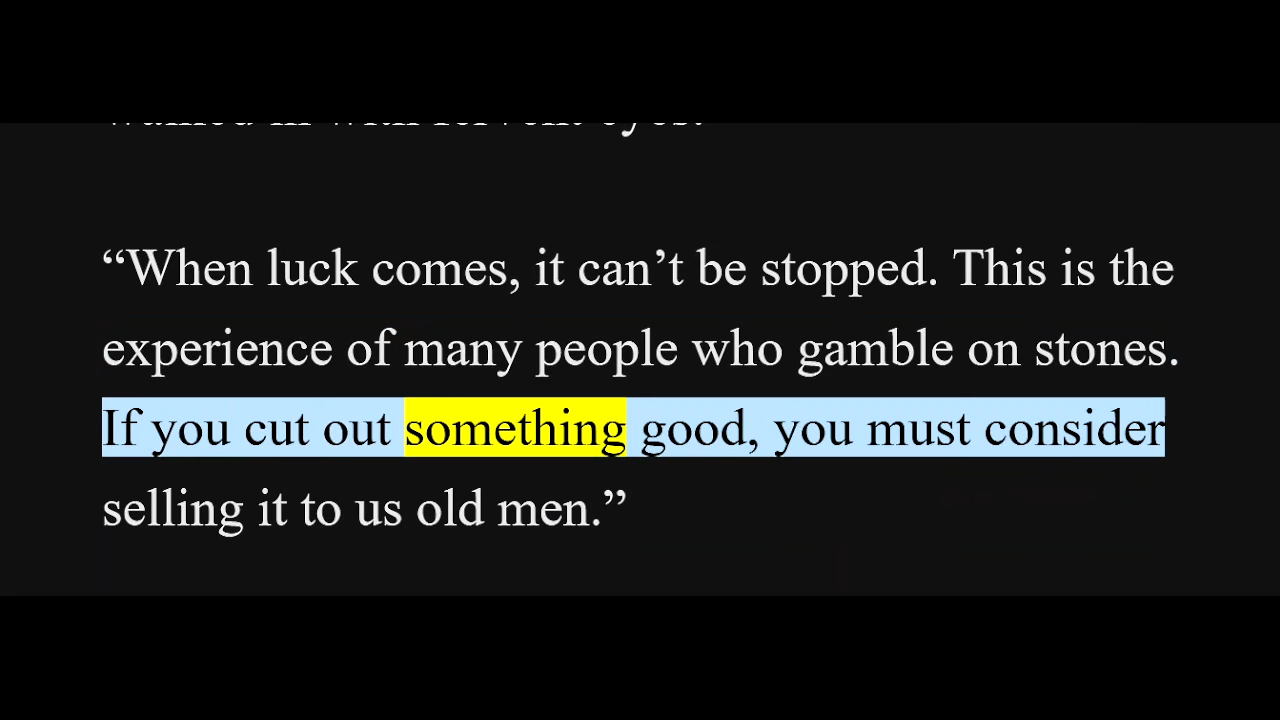 eyes.
“When luck comes, it can’t be stopped. This is the
experience of many people who gamble on stones.
If you cut out something good, you must consider
selling it to us old men.”